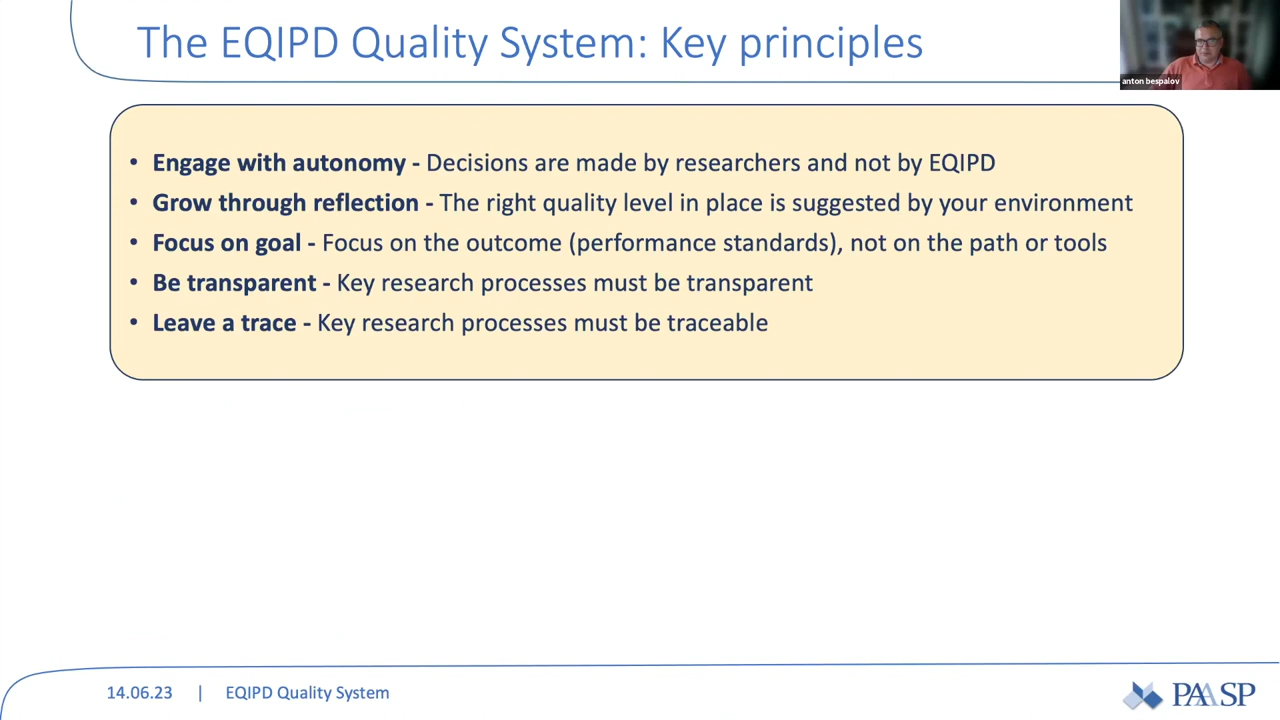 The EQIPD Quality System: Key principles
anton bespalov
• Engage with autonomy - Decisions are made by researchers and not by EQIPD
• Grow through reflection - The right quality level in place is suggested by your environment
• Focus on goal - Focus on the outcome (performance standards), not on the path or tools
• Be transparent - Key research processes must be transparent
• Leave a trace - Key research processes must be traceable
14.06.23 | EQIPD Quality System
PAASP